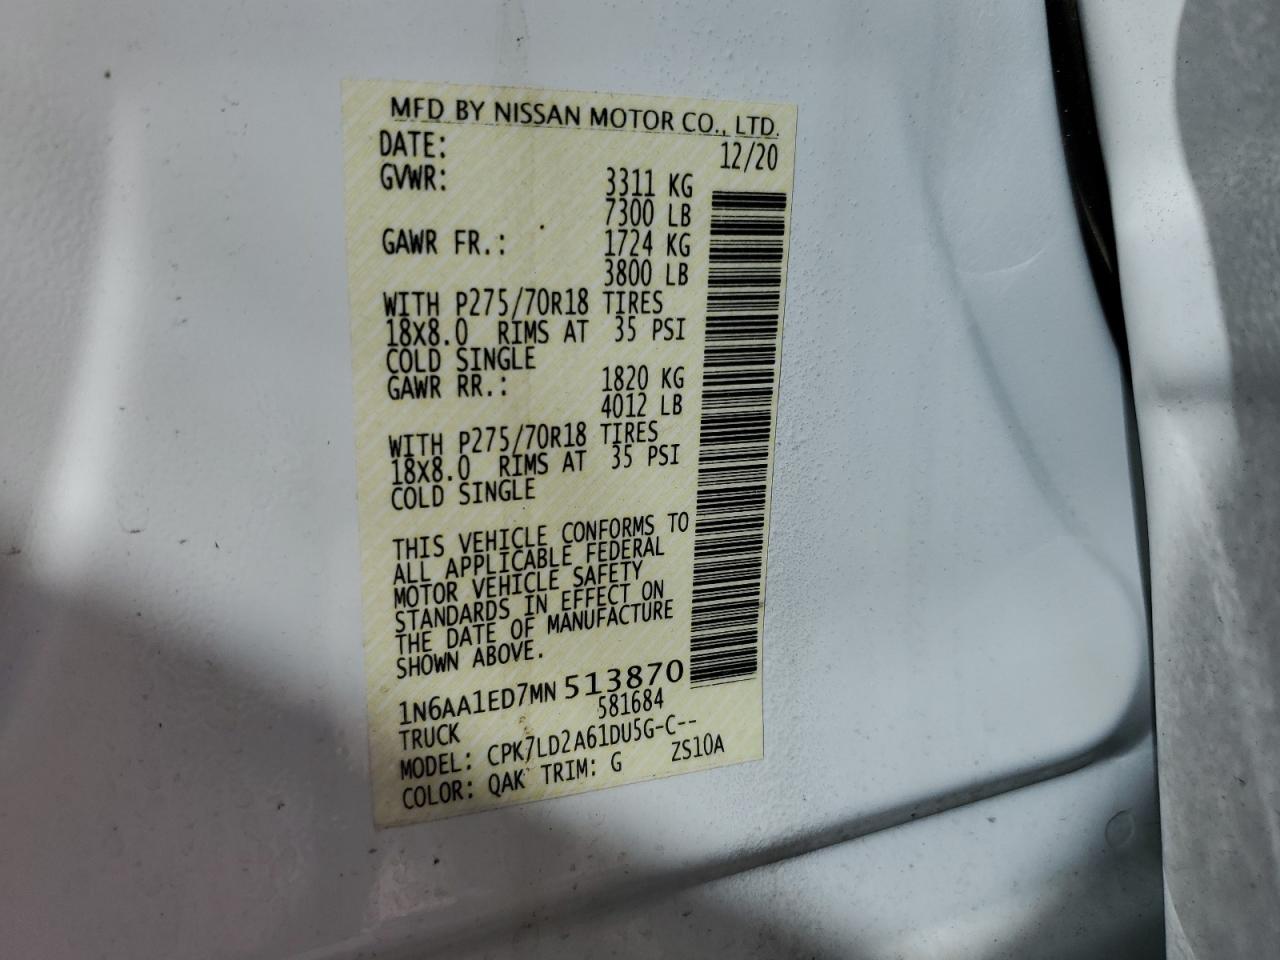 MFD BY NISSAN MOTOR CO., LTD.
DATE: 12/20
GVWR: 3311 KG
7300 LB
GAWR FR.: 1724 KG
3800 LB
WITH P275/70R18 TIRES
18X8.0 RIMS AT 35 PSI
COLD SINGLE
GAWR RR.: 1820 KG
4012 LB
WITH P275/70R18 TIRES
18X8.0 RIMS AT 35 PSI
COLD SINGLE
THIS VEHICLE CONFORMS TO
ALL APPLICABLE FEDERAL
MOTOR VEHICLE SAFETY
STANDARDS IN EFFECT ON
THE DATE OF MANUFACTURE
SHOWN ABOVE.
1N6AA1ED7MN 513870
TRUCK 581684
MODEL: CPK7LD2A61DU5G-C--
COLOR: QAK TRIM: G ZS10A